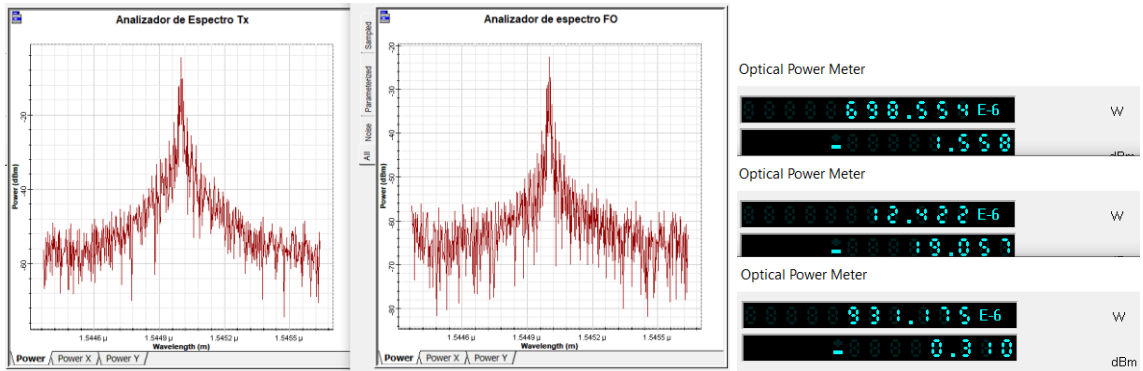 Analizador de Espectro Tx
Power (dBm)
-20
-40
-60
1.5446 µ
1.5449 µ
1.5452 µ
1.5455 µ
Wavelength (m)
Power
Power X
Power Y
Analizador de espectro FO
Sampled
Parameterized
Noise
All
Power (dBm)
-20
-30
-40
-50
-60
-70
-80
1.5446 µ
1.5449 µ
1.5452 µ
1.5455 µ
Wavelength (m)
Power
Power X
Power Y
Optical Power Meter
698.554 E-6 W
-1.558 dBm
Optical Power Meter
12.422 E-6 W
-19.057
Optical Power Meter
931.175 E-6 W
-0.310 dBm